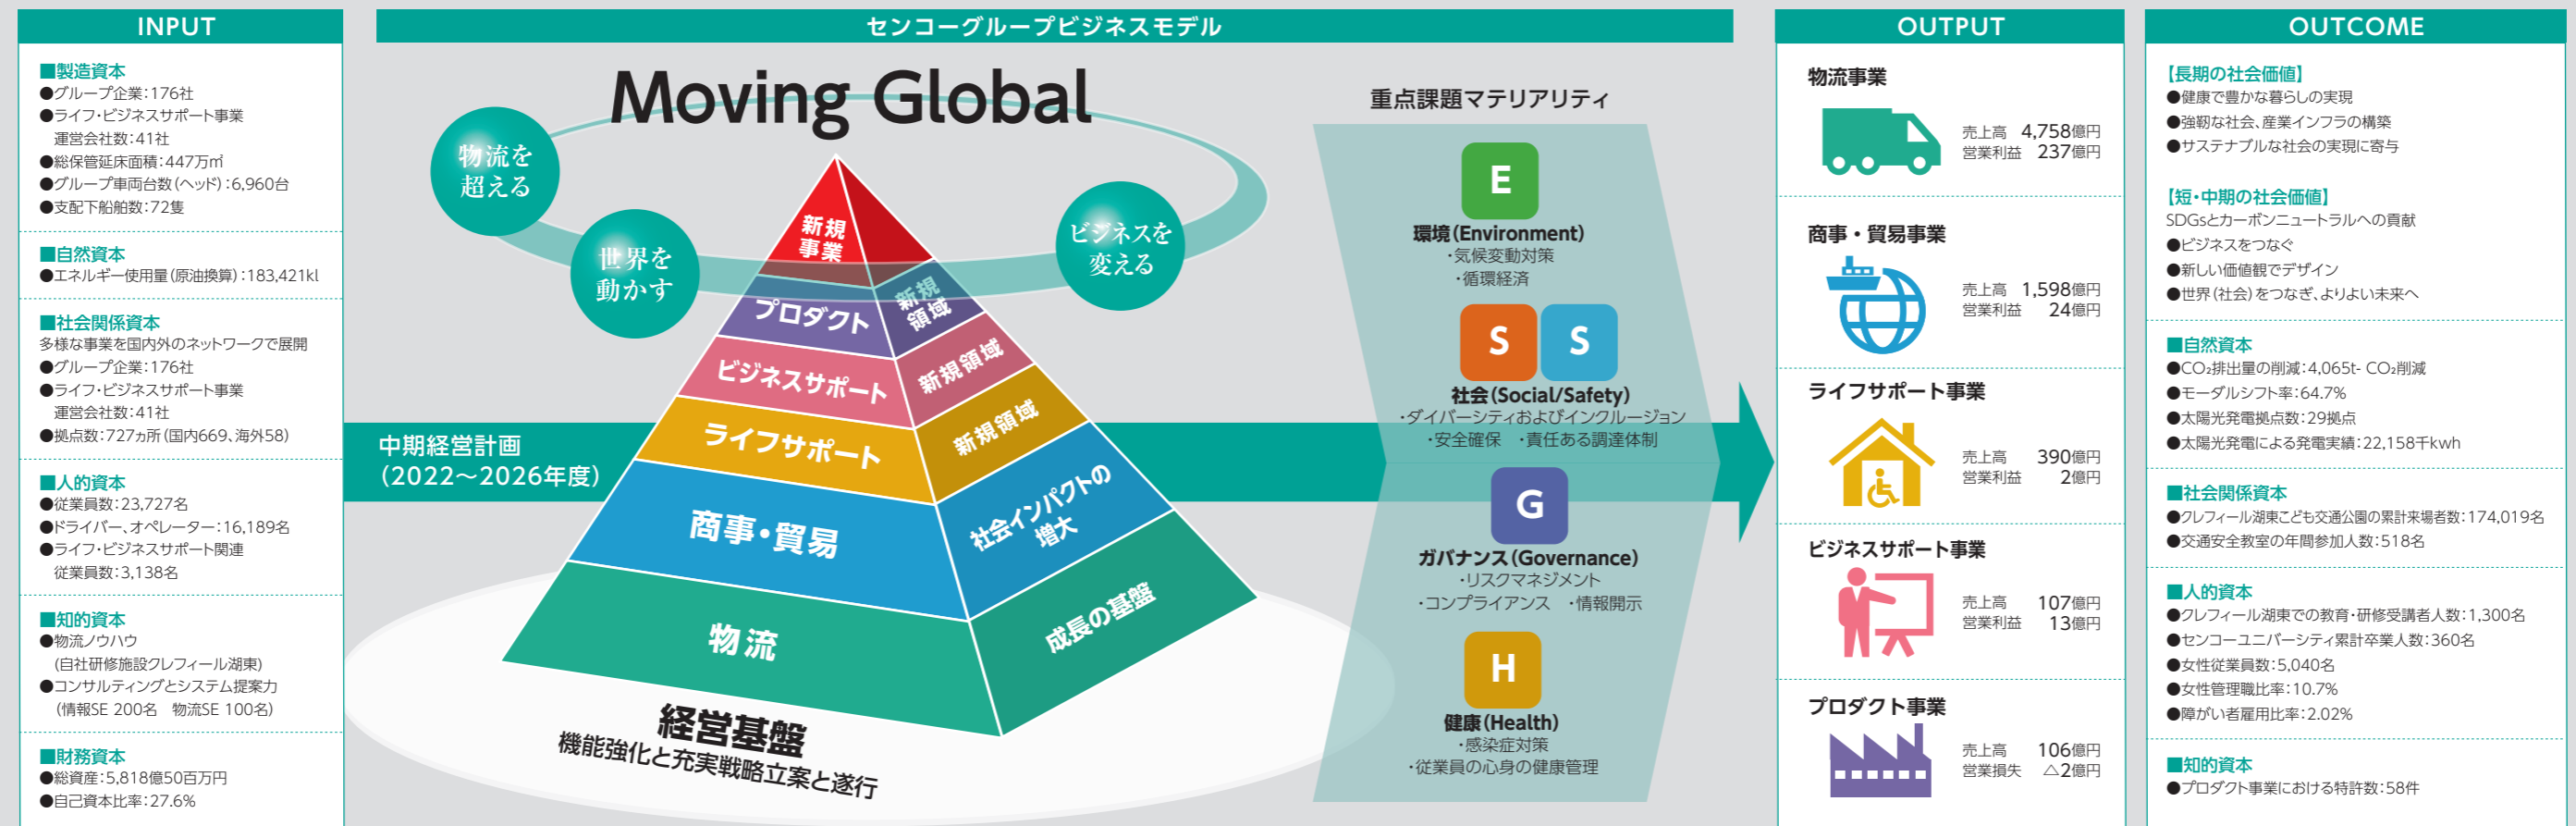 INPUT
■製造資本
●グループ企業：176社
●ライフ・ビジネスサポート事業
運営会社数：41社
●総保管延床面積：447万㎡
●グループ車両台数（ヘッド）：6,960台
●支配下船舶数：72隻
■自然資本
●エネルギー使用量（原油換算）：183,421kl
■社会関係資本
多様な事業を国内外のネットワークで展開
●グループ企業：176社
●ライフ・ビジネスサポート事業
運営会社数：41社
●拠点数：727ヵ所（国内669、海外58）
■人的資本
●従業員数：23,727名
●ドライバー、オペレーター：16,189名
●ライフ・ビジネスサポート関連
従業員数：3,138名
■知的資本
●物流ノウハウ
（自社研修施設クレフィール湖東）
●コンサルティングとシステム提案力
（情報SE 200名　物流SE 100名）
■財務資本
●総資産：5,818億50百万円
●自己資本比率：27.6%
センコーグループビジネスモデル
Moving Global
物流を
超える
世界を
動かす
ビジネスを
変える
新規
事業
プロダクト
新規
領域
ビジネスサポート
新規領域
ライフサポート
新規領域
商事・貿易
社会インパクトの
増大
物流
成長の基盤
経営基盤
機能強化と充実戦略立案と遂行
中期経営計画
（2022〜2026年度）
重点課題マテリアリティ
E
環境（Environment）
・気候変動対策
・循環経済
S S
社会（Social/Safety）
・ダイバーシティおよびインクルージョン
・安全確保　・責任ある調達体制
G
ガバナンス（Governance）
・リスクマネジメント
・コンプライアンス　・情報開示
H
健康（Health）
・感染症対策
・従業員の心身の健康管理
OUTPUT
物流事業
売上高 4,758億円
営業利益 237億円
商事・貿易事業
売上高 1,598億円
営業利益 24億円
ライフサポート事業
売上高 390億円
営業利益 2億円
ビジネスサポート事業
売上高 107億円
営業利益 13億円
プロダクト事業
売上高 106億円
営業損失 △2億円
OUTCOME
【長期の社会価値】
●健康で豊かな暮らしの実現
●強靭な社会、産業インフラの構築
●サステナブルな社会の実現に寄与
【短・中期の社会価値】
SDGsとカーボンニュートラルへの貢献
●ビジネスをつなぐ
●新しい価値観でデザイン
●世界（社会）をつなぎ、よりよい未来へ
■自然資本
●CO₂排出量の削減：4,065t- CO₂削減
●モーダルシフト率：64.7%
●太陽光発電拠点数：29拠点
●太陽光発電による発電実績：22,158千kwh
■社会関係資本
●クレフィール湖東こども交通公園の累計来場者数：174,019名
●交通安全教室の年間参加人数：518名
■人的資本
●クレフィール湖東での教育・研修受講者人数：1,300名
●センコーユニバーシティ累計卒業人数：360名
●女性従業員数：5,040名
●女性管理職比率：10.7%
●障がい者雇用比率：2.02%
■知的資本
●プロダクト事業における特許数：58件